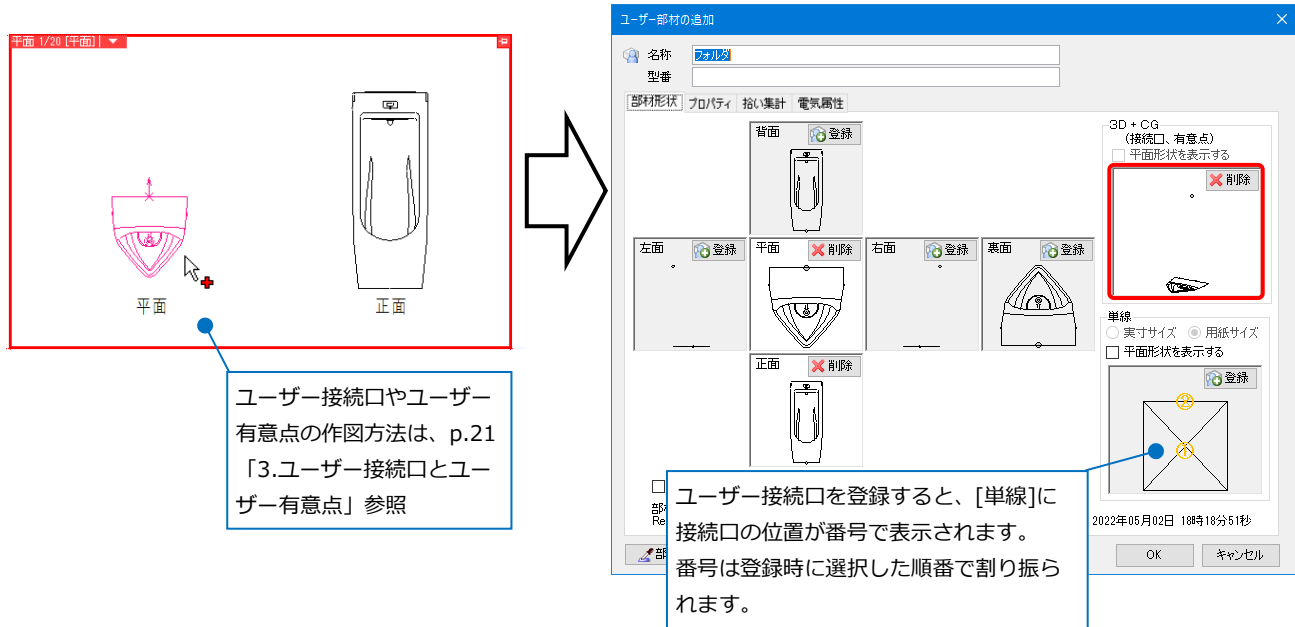 平面 1/20 [平面]
平面
正面
ユーザー接続口やユーザー
有意点の作図方法は、p.21
「3.ユーザー接続口とユー
ザー有意点」参照
ユーザー部材の追加
名称
フォルダ
型番
部材形状 プロパティ 拾い集計 電気属性
背面 登録
左面 登録
平面 削除
右面 登録
裏面 登録
正面 削除
3D + CG
(接続口、有意点)
平面形状を表示する
削除
単線
実寸サイズ 用紙サイズ
平面形状を表示する
登録
②
①
部
Re
2022年05月02日 18時18分51秒
部
OK キャンセル
ユーザー接続口を登録すると、[単線]に
接続口の位置が番号で表示されます。
番号は登録時に選択した順番で割り振ら
れます。